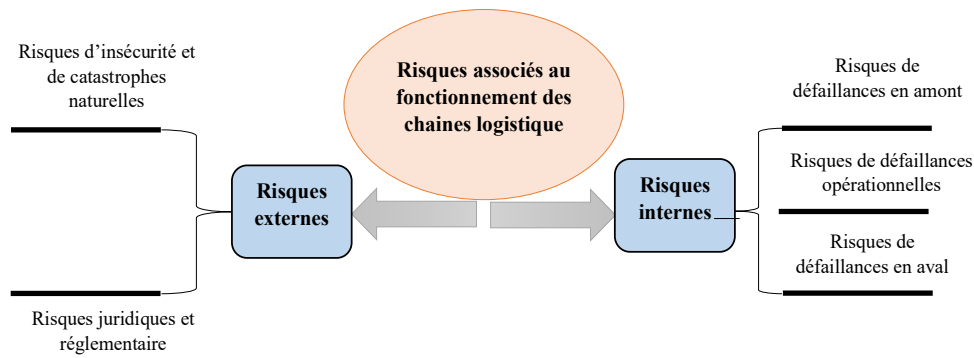 Risques d'insécurité et
de catastrophes
naturelles
Risques associés au
fonctionnement des
chaines logistique
Risques de
défaillances en amont
Risques
externes
Risques
internes
Risques de défaillances
opérationnelles
Risques de
défaillances en aval
Risques juridiques et
réglementaire